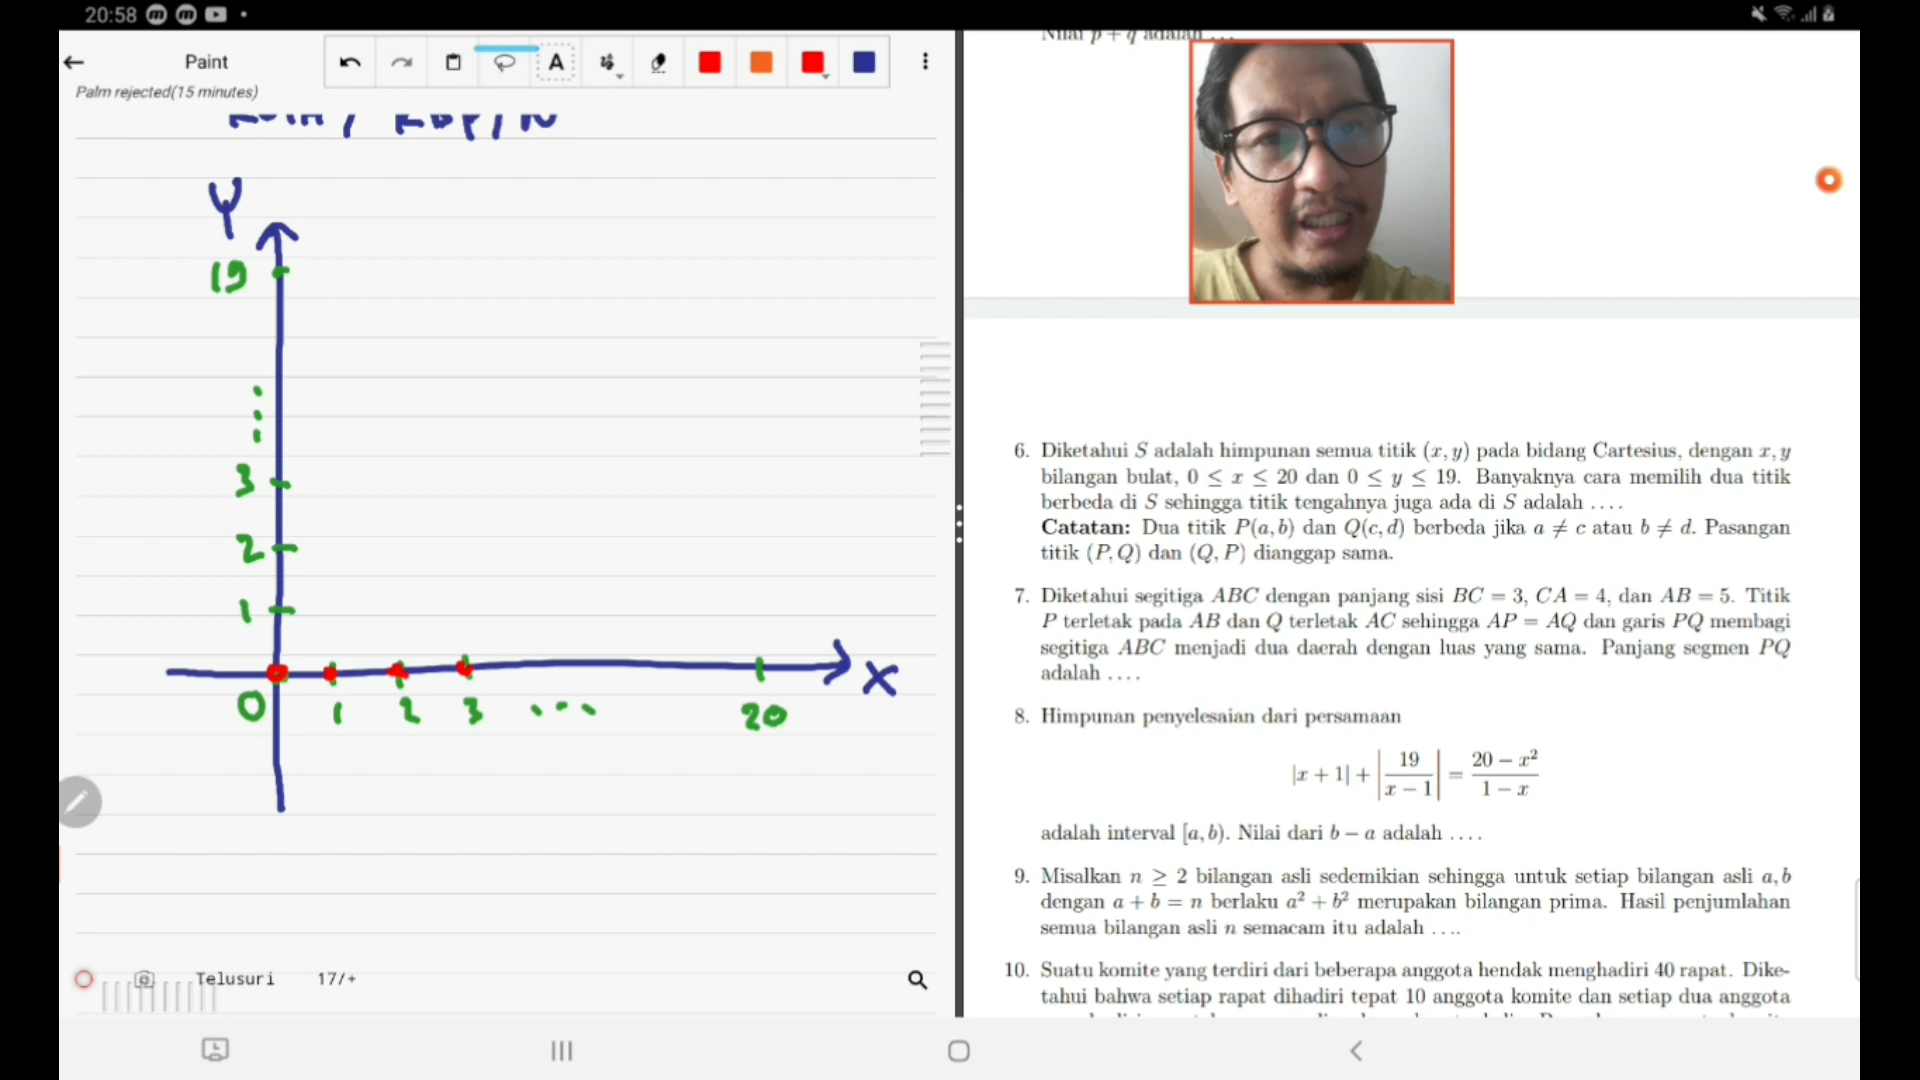 20:58
Paint
Palm rejected(15 minutes)
A
Y
19
3
2
1
0
1
2
3
...
20
X
Telusuri 17/+
Nilai p + q adalah ...
6. Diketahui S adalah himpunan semua titik (x, y) pada bidang Cartesius, dengan x, y
bilangan bulat, 0 ≤ x ≤ 20 dan 0 ≤ y ≤ 19. Banyaknya cara memilih dua titik
berbeda di S sehingga titik tengahnya juga ada di S adalah ....
Catatan: Dua titik P(a, b) dan Q(c, d) berbeda jika a ≠ c atau b ≠ d. Pasangan
titik (P, Q) dan (Q, P) dianggap sama.
7. Diketahui segitiga ABC dengan panjang sisi BC = 3, CA = 4, dan AB = 5. Titik
P terletak pada AB dan Q terletak AC sehingga AP = AQ dan garis PQ membagi
segitiga ABC menjadi dua daerah dengan luas yang sama. Panjang segmen PQ
adalah ....
8. Himpunan penyelesaian dari persamaan
|x + 1| + |19/(x − 1)| = (20 − x²)/(1 − x)
adalah interval [a, b). Nilai dari b − a adalah ....
9. Misalkan n ≥ 2 bilangan asli sedemikian sehingga untuk setiap bilangan asli a, b
dengan a + b = n berlaku a² + b² merupakan bilangan prima. Hasil penjumlahan
semua bilangan asli n semacam itu adalah ....
10. Suatu komite yang terdiri dari beberapa anggota hendak menghadiri 40 rapat. Dike-
tahui bahwa setiap rapat dihadiri tepat 10 anggota komite dan setiap dua anggota